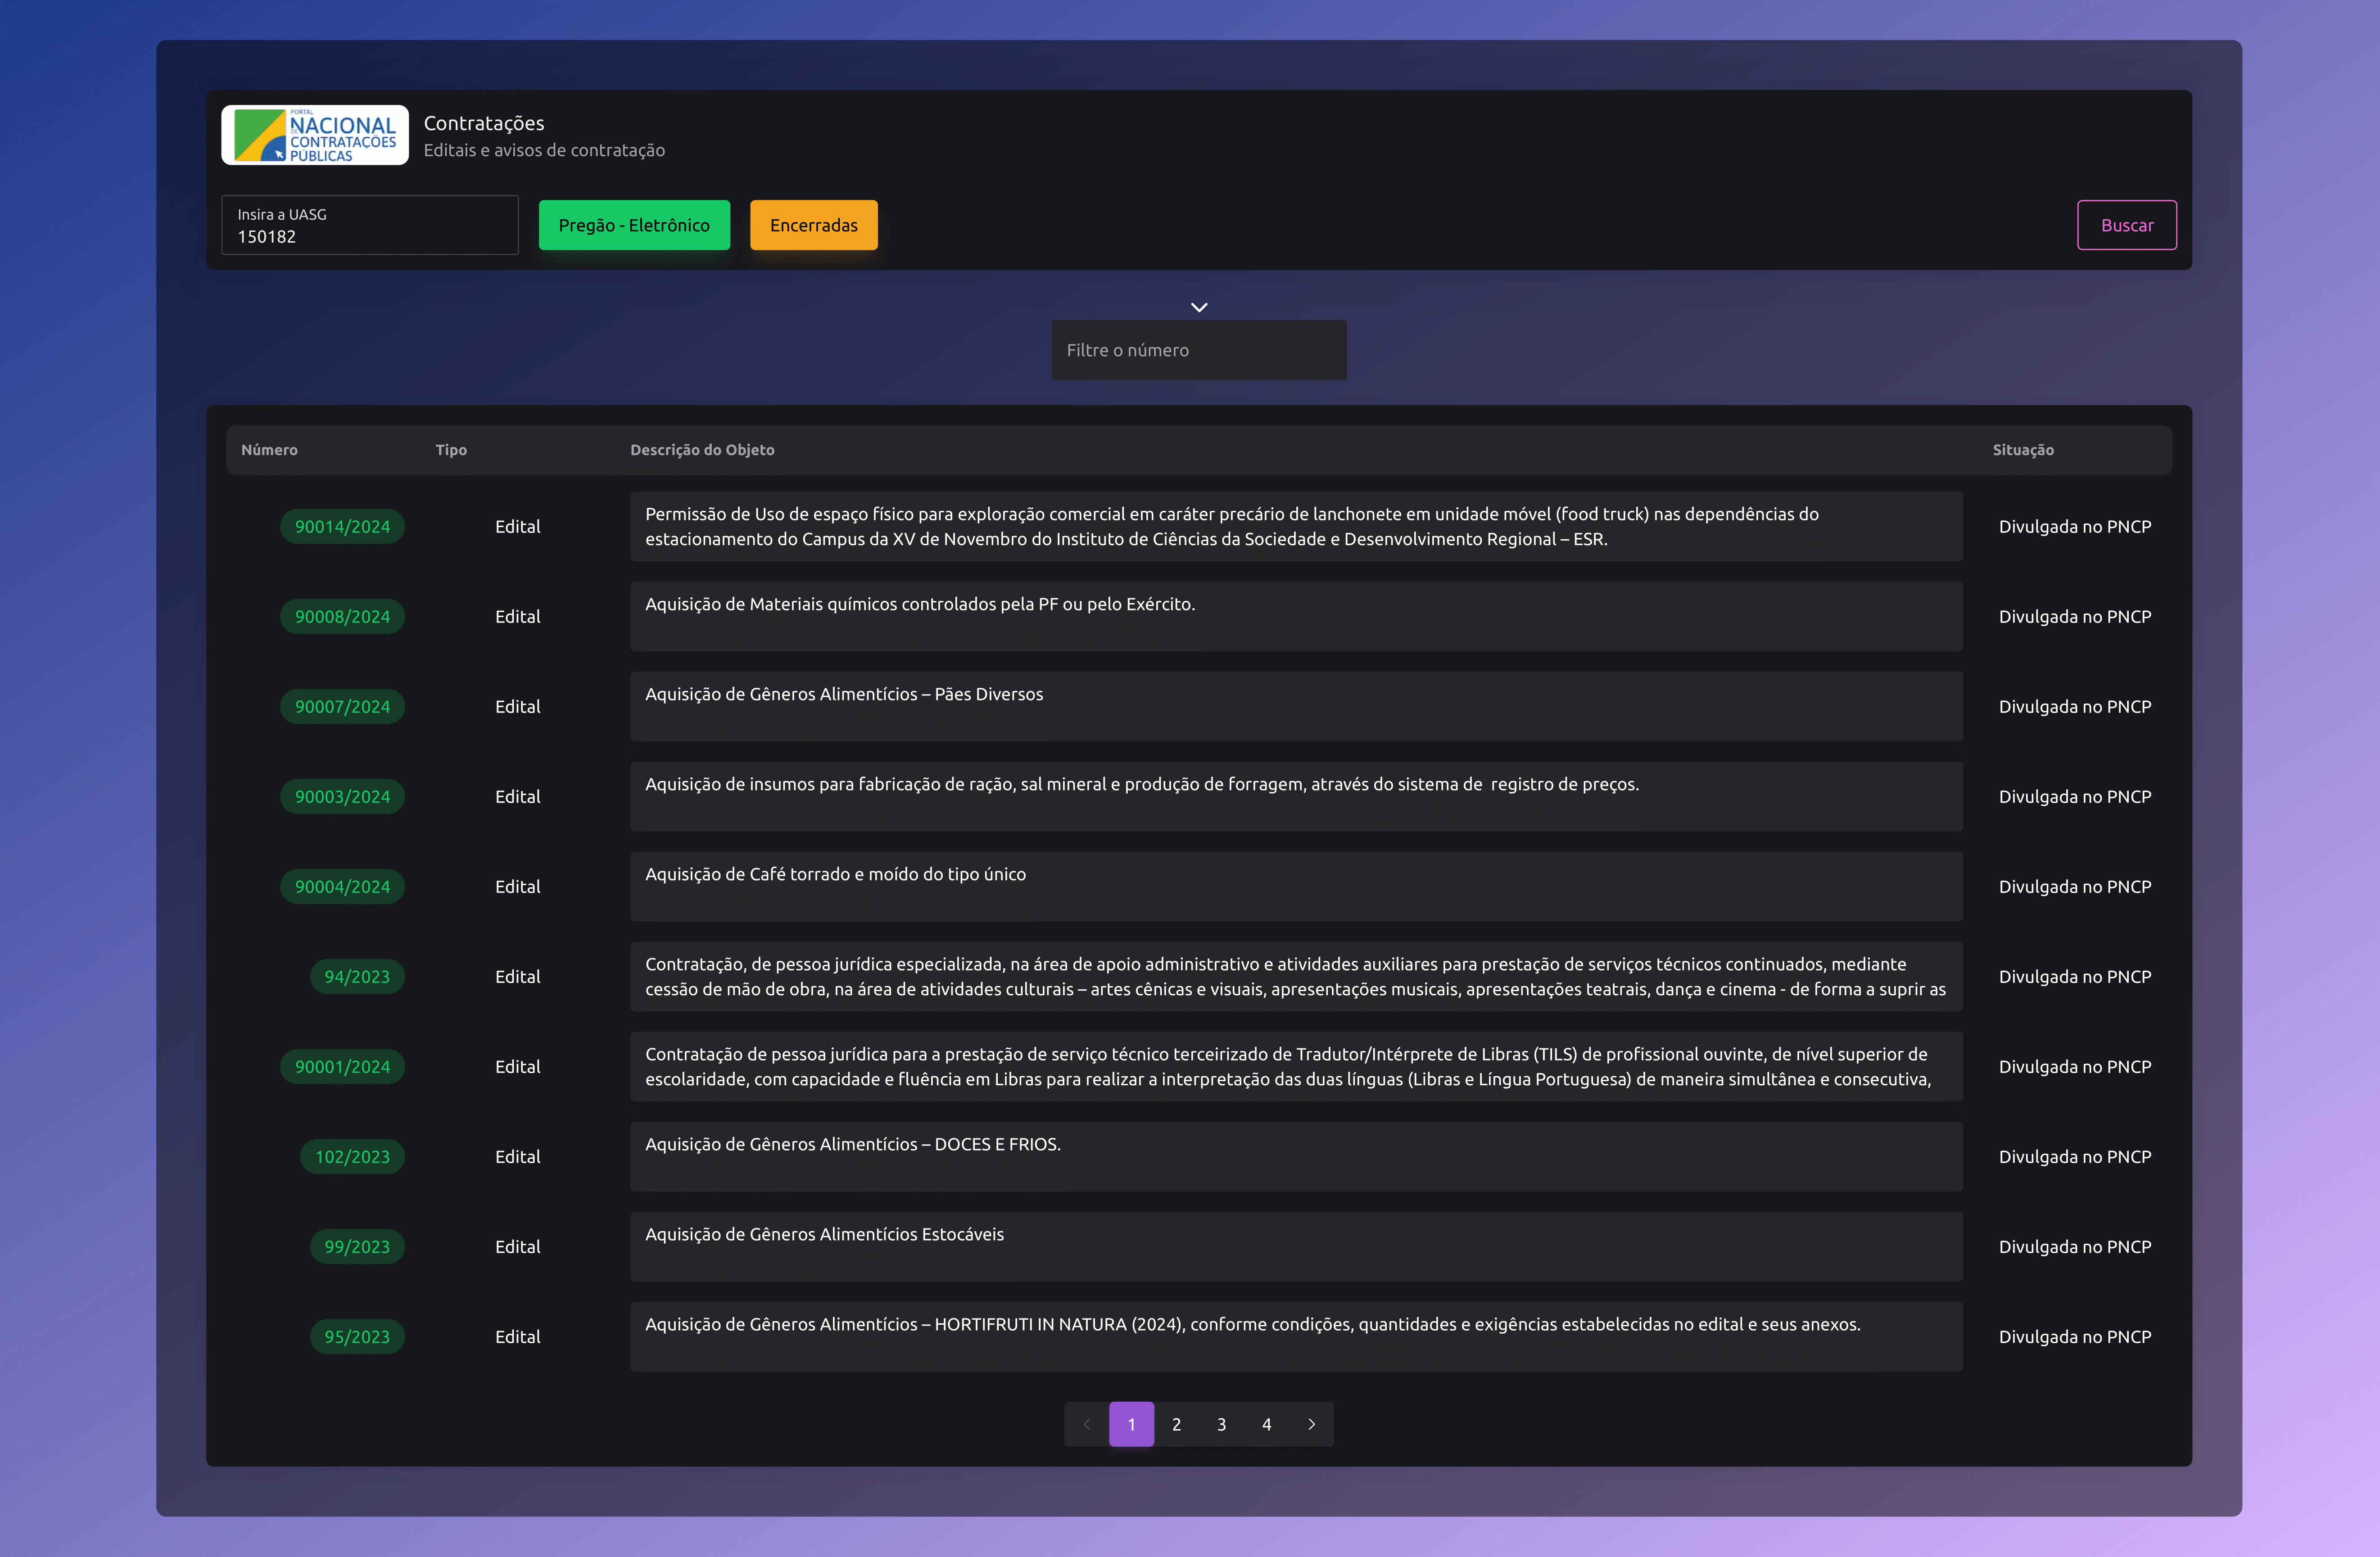 PORTAL
NACIONAL
DE
CONTRATAÇÕES
PÚBLICAS
Contratações
Editais e avisos de contratação
Insira a UASG
150182
Pregão - Eletrônico
Encerradas
Buscar
Filtre o número
Número Tipo Descrição do Objeto Situação
90014/2024 Edital Permissão de Uso de espaço físico para exploração comercial em caráter precário de lanchonete em unidade móvel (food truck) nas dependências do
estacionamento do Campus da XV de Novembro do Instituto de Ciências da Sociedade e Desenvolvimento Regional – ESR. Divulgada no PNCP
90008/2024 Edital Aquisição de Materiais químicos controlados pela PF ou pelo Exército. Divulgada no PNCP
90007/2024 Edital Aquisição de Gêneros Alimentícios – Pães Diversos Divulgada no PNCP
90003/2024 Edital Aquisição de insumos para fabricação de ração, sal mineral e produção de forragem, através do sistema de  registro de preços. Divulgada no PNCP
90004/2024 Edital Aquisição de Café torrado e moído do tipo único Divulgada no PNCP
94/2023 Edital Contratação, de pessoa jurídica especializada, na área de apoio administrativo e atividades auxiliares para prestação de serviços técnicos continuados, mediante
cessão de mão de obra, na área de atividades culturais – artes cênicas e visuais, apresentações musicais, apresentações teatrais, dança e cinema - de forma a suprir as Divulgada no PNCP
90001/2024 Edital Contratação de pessoa jurídica para a prestação de serviço técnico terceirizado de Tradutor/Intérprete de Libras (TILS) de profissional ouvinte, de nível superior de
escolaridade, com capacidade e fluência em Libras para realizar a interpretação das duas línguas (Libras e Língua Portuguesa) de maneira simultânea e consecutiva, Divulgada no PNCP
102/2023 Edital Aquisição de Gêneros Alimentícios – DOCES E FRIOS. Divulgada no PNCP
99/2023 Edital Aquisição de Gêneros Alimentícios Estocáveis Divulgada no PNCP
95/2023 Edital Aquisição de Gêneros Alimentícios – HORTIFRUTI IN NATURA (2024), conforme condições, quantidades e exigências estabelecidas no edital e seus anexos. Divulgada no PNCP
1 2 3 4